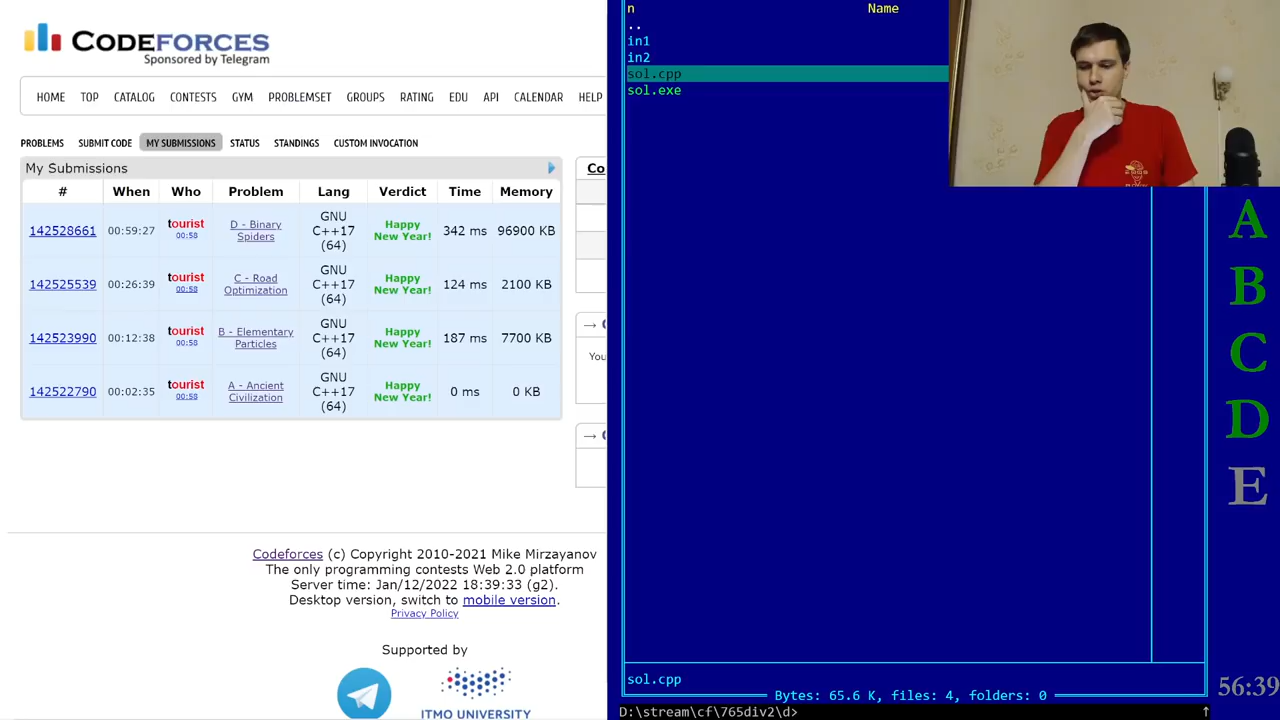 CODEFORCES
Sponsored by Telegram
HOME TOP CATALOG CONTESTS GYM PROBLEMSET GROUPS RATING EDU API CALENDAR HELP
PROBLEMS SUBMIT CODE MY SUBMISSIONS STATUS STANDINGS CUSTOM INVOCATION
My Submissions
# When Who Problem Lang Verdict Time Memory
142528661 00:59:27 tourist 00:58 D - Binary Spiders GNU C++17 (64) Happy New Year! 342 ms 96900 KB
142525539 00:26:39 tourist 00:58 C - Road Optimization GNU C++17 (64) Happy New Year! 124 ms 2100 KB
142523990 00:12:38 tourist 00:58 B - Elementary Particles GNU C++17 (64) Happy New Year! 187 ms 7700 KB
142522790 00:02:35 tourist 00:58 A - Ancient Civilization GNU C++17 (64) Happy New Year! 0 ms 0 KB
Co
→
You
→
Codeforces (c) Copyright 2010-2021 Mike Mirzayanov
The only programming contests Web 2.0 platform
Server time: Jan/12/2022 18:39:33 (g2).
Desktop version, switch to mobile version.
Privacy Policy
Supported by
ITMO UNIVERSITY
n Name
..
in1
in2
sol.cpp
sol.exe
sol.cpp
Bytes: 65.6 K, files: 4, folders: 0
D:\stream\cf\765div2\d> ↑
A
B
C
D
E
56:39